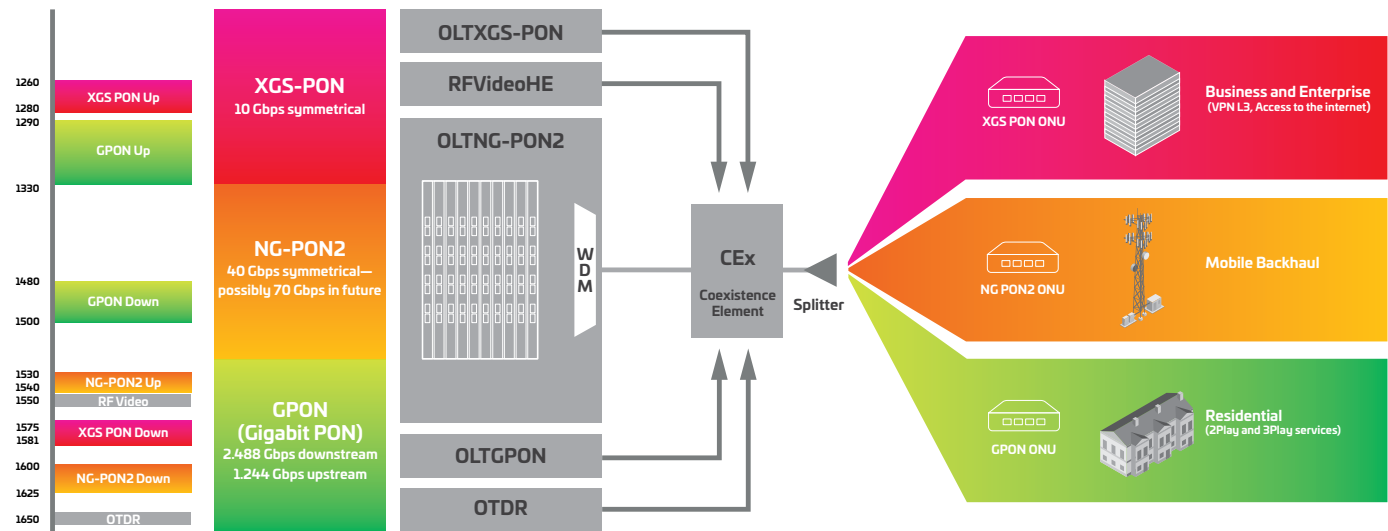 1260
1280
1290
1330
1480
1500
1530
1540
1550
1575
1581
1600
1625
1650
XGS PON Up
GPON Up
GPON Down
NG-PON2 Up
RF Video
XGS PON Down
NG-PON2 Down
OTDR
XGS-PON
10 Gbps symmetrical
NG-PON2
40 Gbps symmetrical—
possibly 70 Gbps in future
GPON
(Gigabit PON)
2.488 Gbps downstream
1.244 Gbps upstream
OLTXGS-PON
RFVideoHE
OLTNG-PON2
WDM
OLTGPON
OTDR
CEx
Coexistence
Element
Splitter
XGS PON ONU
Business and Enterprise
(VPN L3, Access to the internet)
NG PON2 ONU
Mobile Backhaul
GPON ONU
Residential
(2Play and 3Play services)